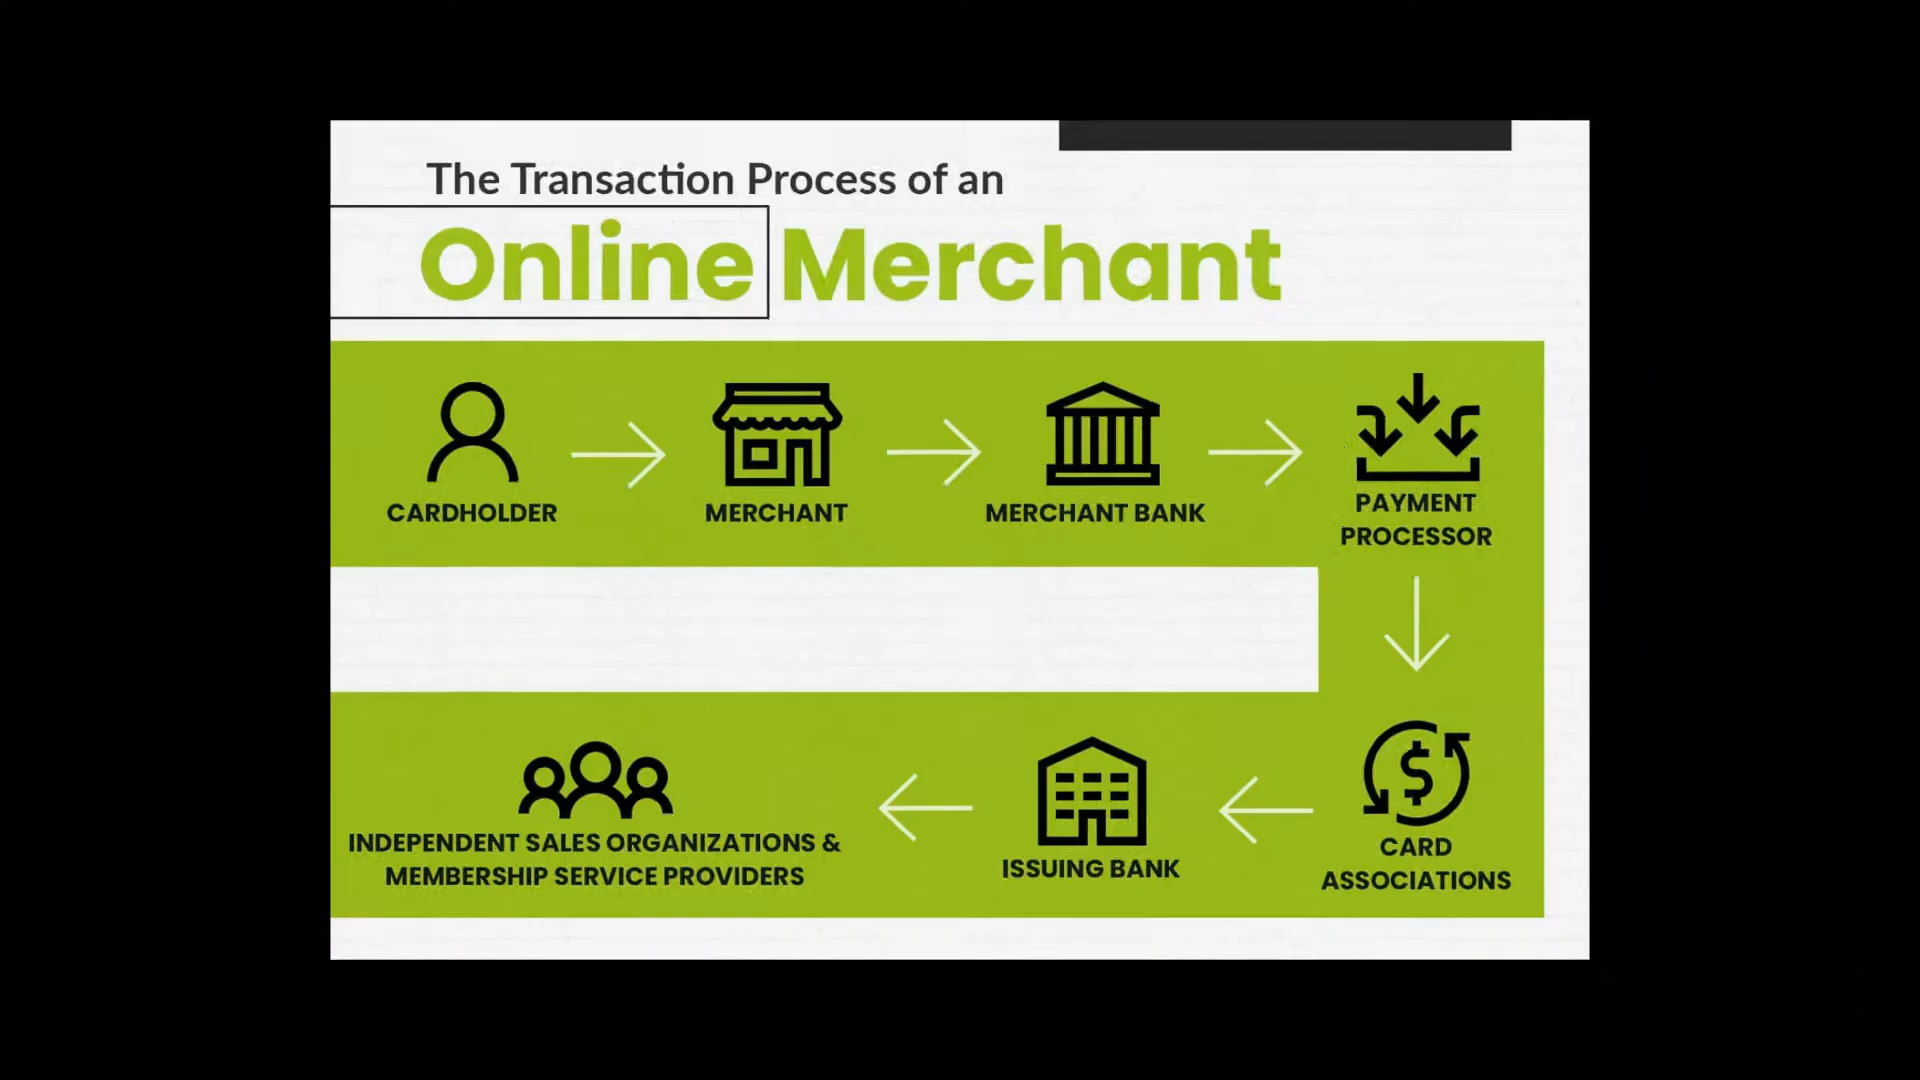 The Transaction Process of an
Online Merchant
CARDHOLDER
MERCHANT
MERCHANT BANK
PAYMENT
PROCESSOR
CARD
ASSOCIATIONS
ISSUING BANK
INDEPENDENT SALES ORGANIZATIONS &
MEMBERSHIP SERVICE PROVIDERS